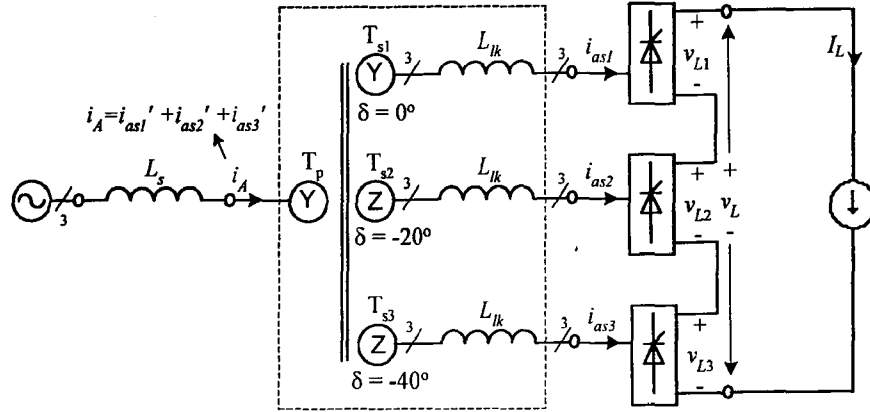 T_s1
Y
3
L_lk
3
i_as1
+
v_L1
-
I_L
δ = 0°
i_A=i_as1'+i_as2'+i_as3'
L_s
i_A
3
T_p
Y
T_s2
Z
3
L_lk
3
i_as2
+
v_L2
-
+
v_L
-
δ = -20°
T_s3
Z
3
L_lk
3
i_as3
+
v_L3
-
δ = -40°